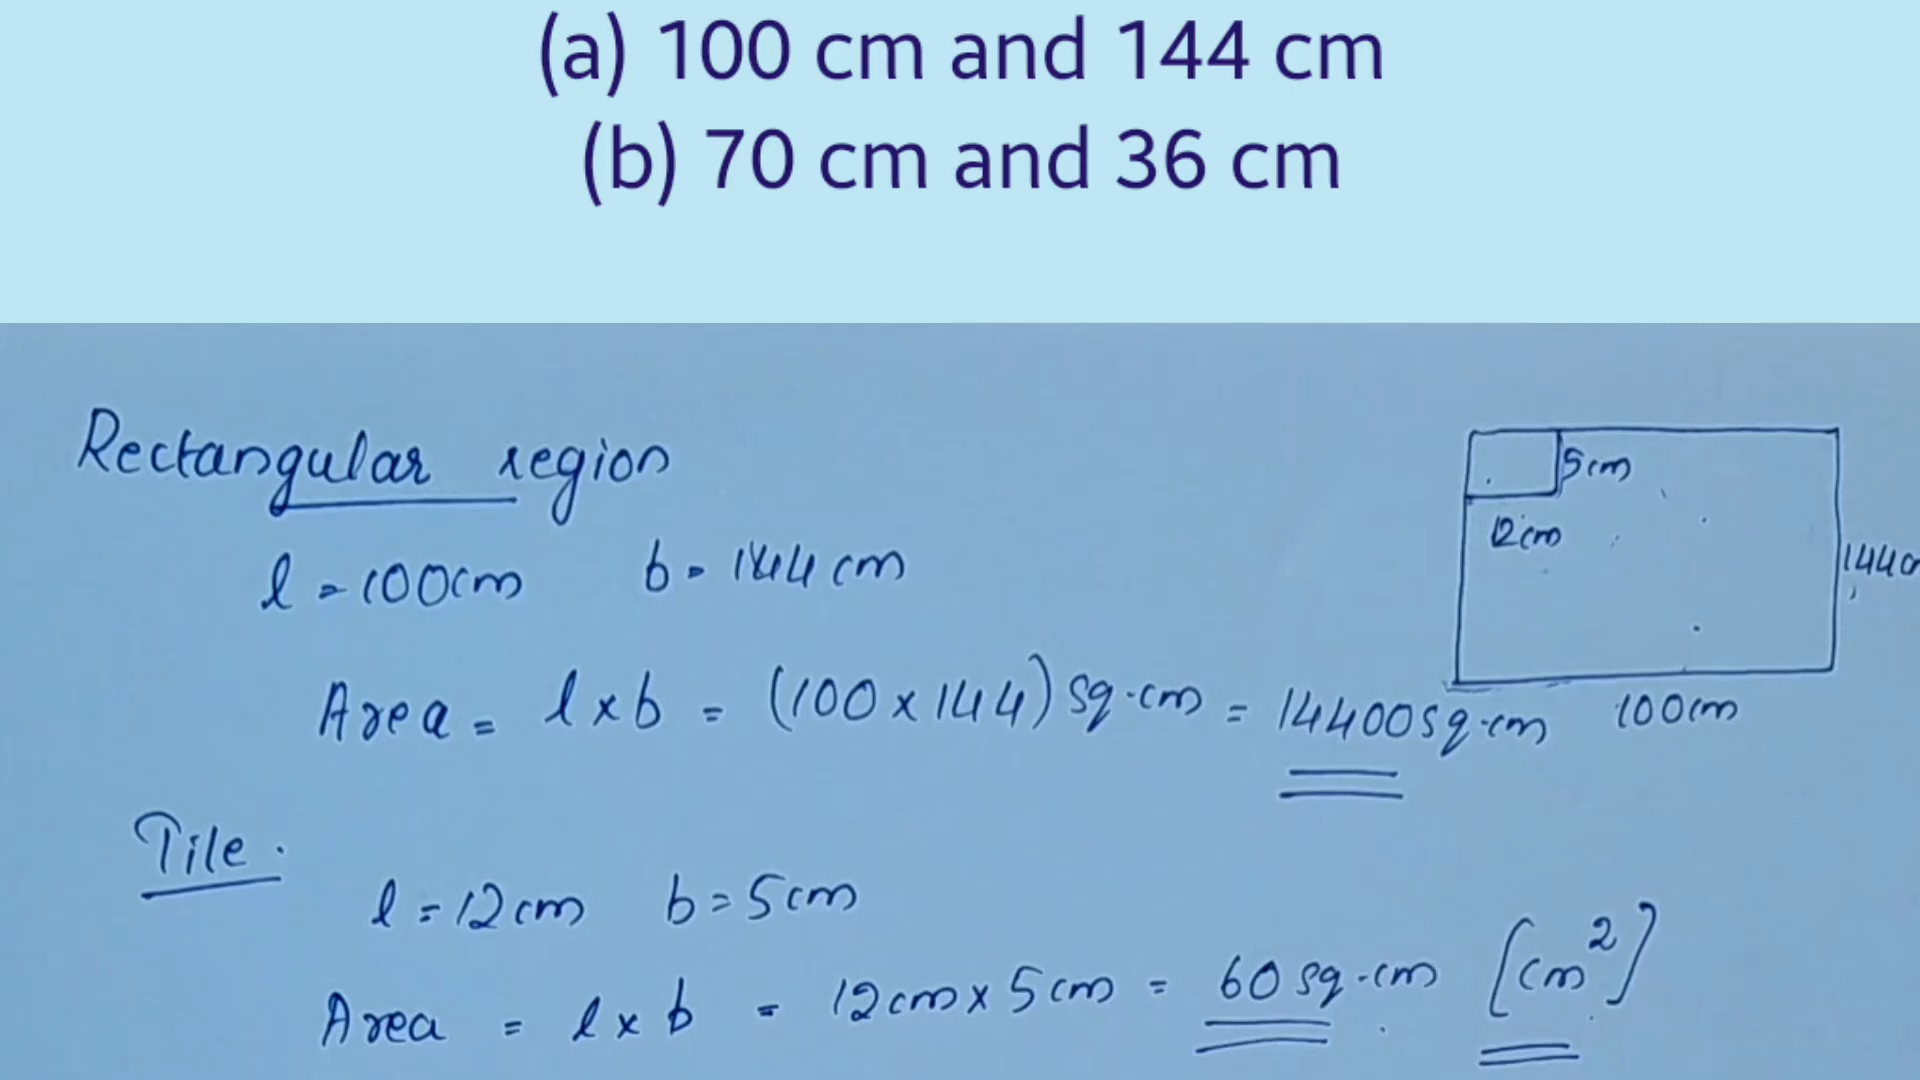 (a) 100 cm and 144 cm
(b) 70 cm and 36 cm
Rectangular region
l = 100cm b = 144 cm
Area = l x b = (100 x 144) sq.cm = 14400 sq.cm
5cm
12cm
144c
100cm
Tile.
l = 12cm b = 5cm
Area = l x b = 12cm x 5cm = 60 sq.cm [cm²]